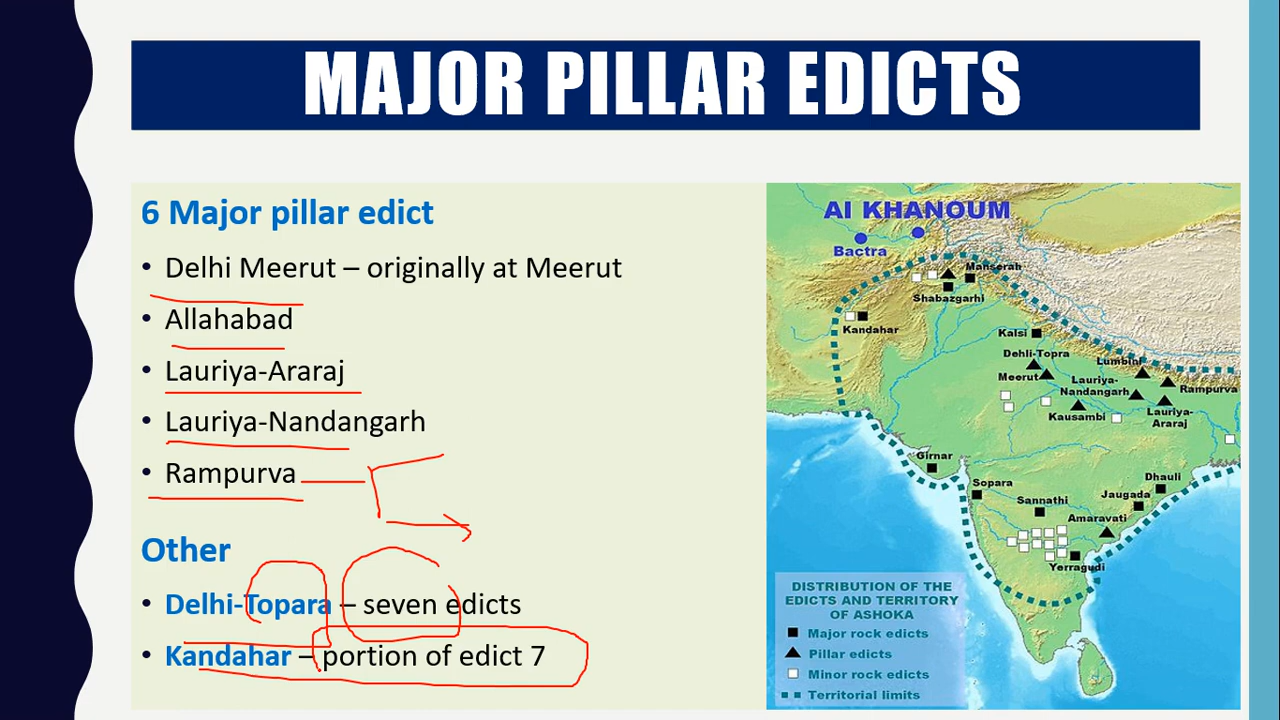 MAJOR PILLAR EDICTS
6 Major pillar edict
• Delhi Meerut – originally at Meerut
• Allahabad
• Lauriya-Araraj
• Lauriya-Nandangarh
• Rampurva
Other
• Delhi-Topara – seven edicts
• Kandahar – portion of edict 7
AI KHANOUM
Bactra
Manserah
Shabazgarhi
Kandahar
Kalsi
Dehli-Topra
Lumbini
Meerut
Lauriya-
Nandangarh
Rampurva
Kausambi
Lauriya-
Araraj
Girnar
Sopara
Dhauli
Sannathi
Jaugada
Amaravati
Yerragudi
DISTRIBUTION OF THE
EDICTS AND TERRITORY
OF ASHOKA
Major rock edicts
Pillar edicts
Minor rock edicts
Territorial limits